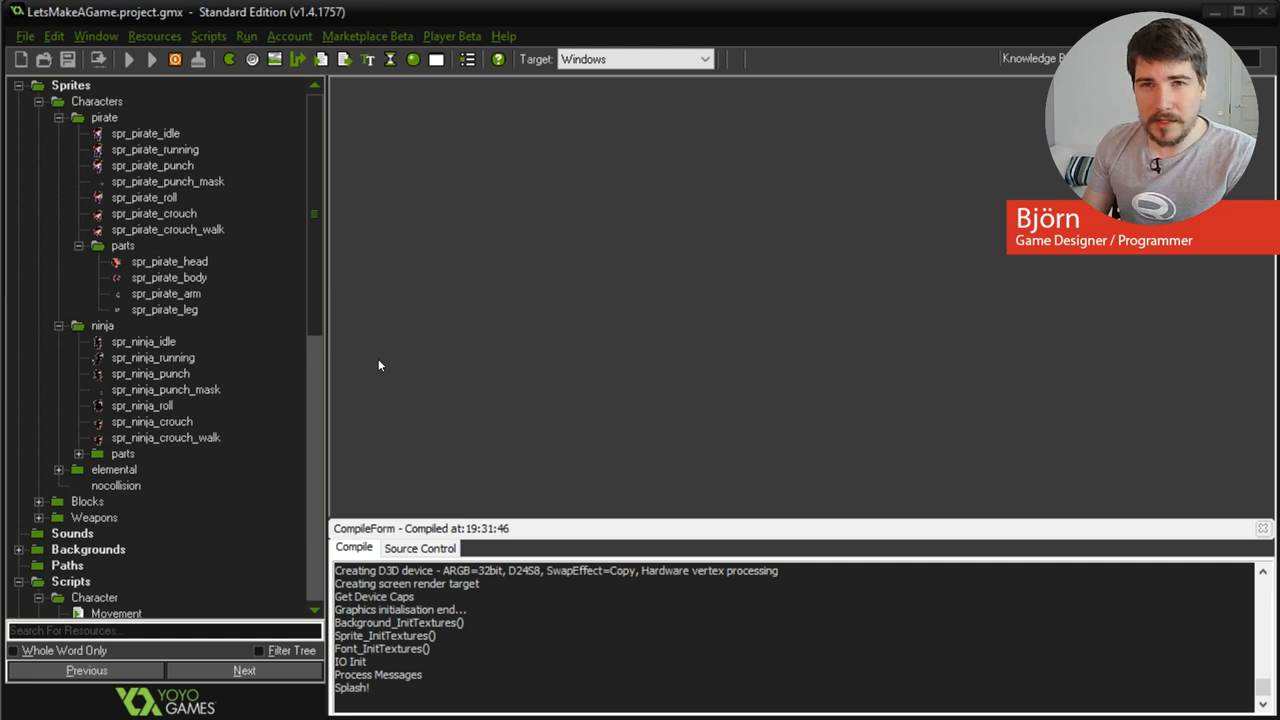 LetsMakeAGame.project.gmx - Standard Edition (v1.4.1757)
File Edit Window Resources Scripts Run Account Marketplace Beta Player Beta Help
Target: Windows
Knowledge
Sprites
Characters
pirate
spr_pirate_idle
spr_pirate_running
spr_pirate_punch
spr_pirate_punch_mask
spr_pirate_roll
spr_pirate_crouch
spr_pirate_crouch_walk
parts
spr_pirate_head
spr_pirate_body
spr_pirate_arm
spr_pirate_leg
ninja
spr_ninja_idle
spr_ninja_running
spr_ninja_punch
spr_ninja_punch_mask
spr_ninja_roll
spr_ninja_crouch
spr_ninja_crouch_walk
parts
elemental
nocollision
Blocks
Weapons
Sounds
Backgrounds
Paths
Scripts
Character
Movement
Search For Resources...
Whole Word Only Filter Tree
Previous Next
YOYO
GAMES
Björn
Game Designer / Programmer
CompileForm - Compiled at:19:31:46
Compile Source Control
Creating D3D device - ARGB=32bit, D24S8, SwapEffect=Copy, Hardware vertex processing
Creating screen render target
Get Device Caps
Graphics initialisation end...
Background_InitTextures()
Sprite_InitTextures()
Font_InitTextures()
IO Init
Process Messages
Splash!